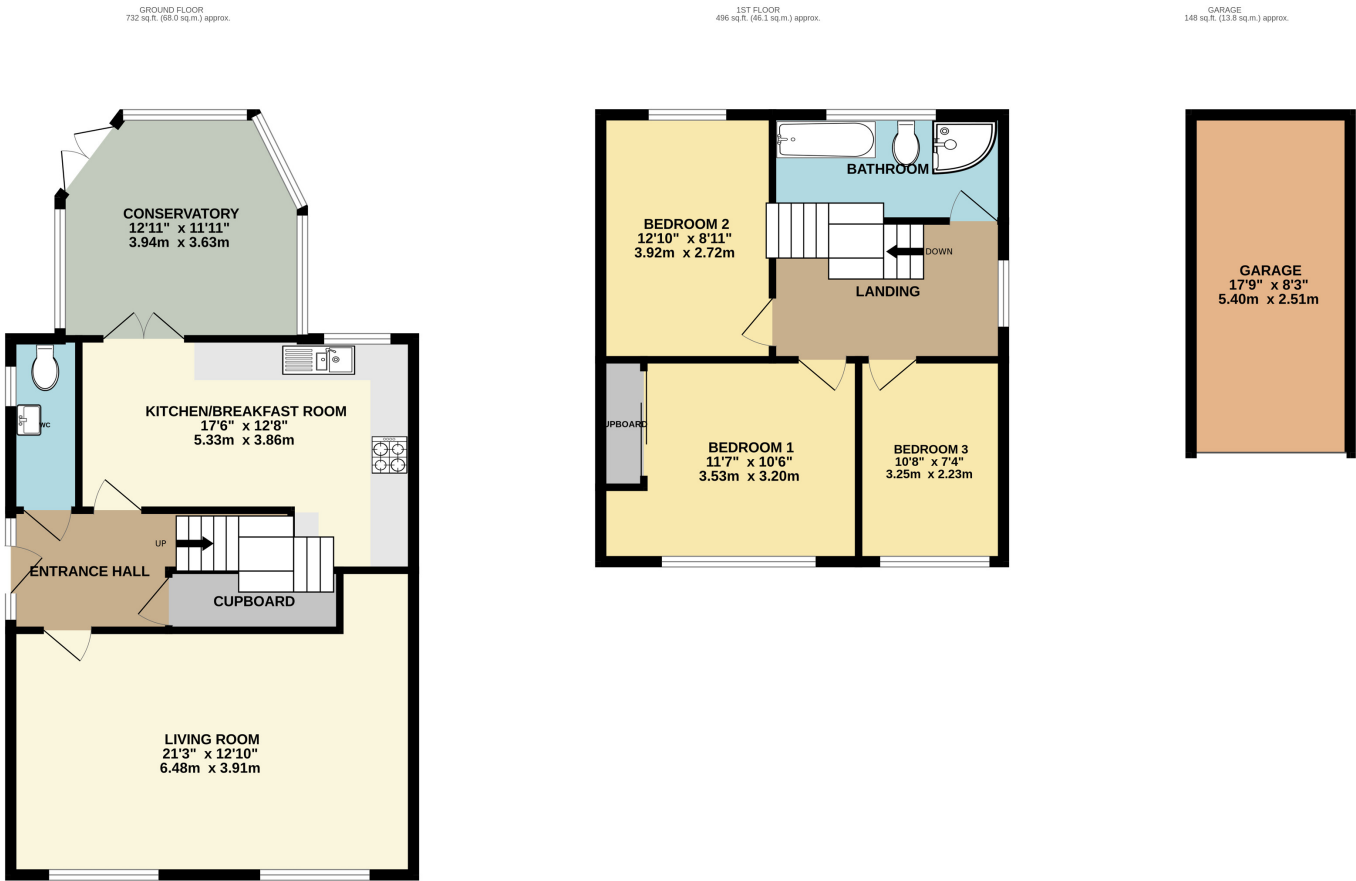 GROUND FLOOR
732 sq.ft. (68.0 sq.m.) approx.
CONSERVATORY
12'11" x 11'11"
3.94m x 3.63m
KITCHEN/BREAKFAST ROOM
17'6" x 12'8"
5.33m x 3.86m
WC
UP
ENTRANCE HALL
CUPBOARD
LIVING ROOM
21'3" x 12'10"
6.48m x 3.91m
1ST FLOOR
496 sq.ft. (46.1 sq.m.) approx.
BATHROOM
BEDROOM 2
12'10" x 8'11"
3.92m x 2.72m
DOWN
LANDING
UPBOARD
BEDROOM 1
11'7" x 10'6"
3.53m x 3.20m
BEDROOM 3
10'8" x 7'4"
3.25m x 2.23m
GARAGE
148 sq.ft. (13.8 sq.m.) approx.
GARAGE
17'9" x 8'3"
5.40m x 2.51m